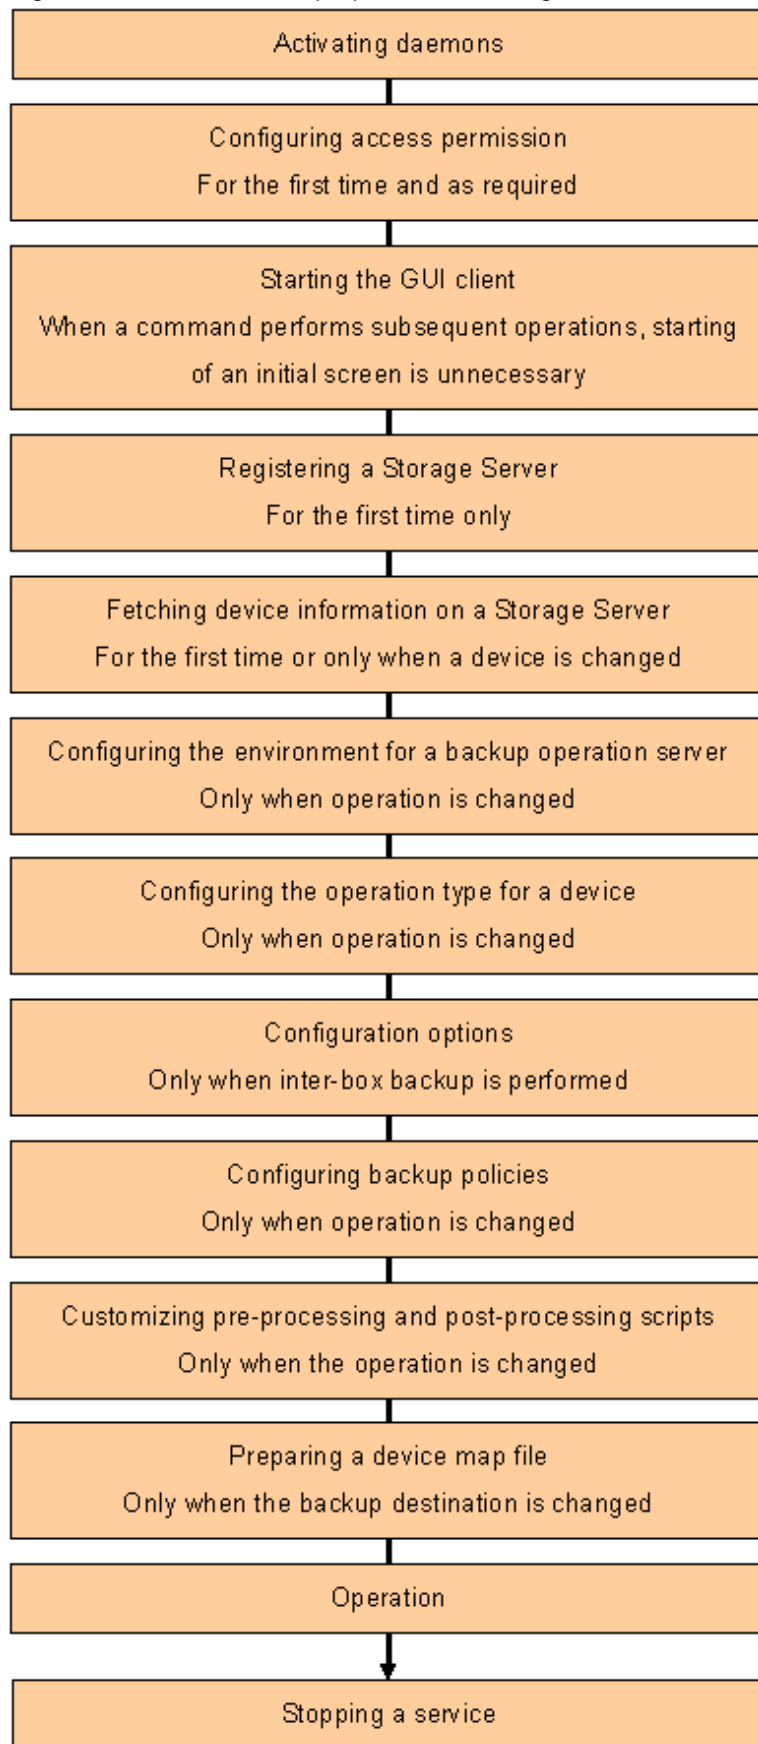 Activating daemons
Configuring access permission
For the first time and as required
Starting the GUI client
When a command performs subsequent operations, starting
of an initial screen is unnecessary
Registering a Storage Server
For the first time only
Fetching device information on a Storage Server
For the first time or only when a device is changed
Configuring the environment for a backup operation server
Only when operation is changed
Configuring the operation type for a device
Only when operation is changed
Configuration options
Only when inter-box backup is performed
Configuring backup policies
Only when operation is changed
Customizing pre-processing and post-processing scripts
Only when the operation is changed
Preparing a device map file
Only when the backup destination is changed
Operation
Stopping a service